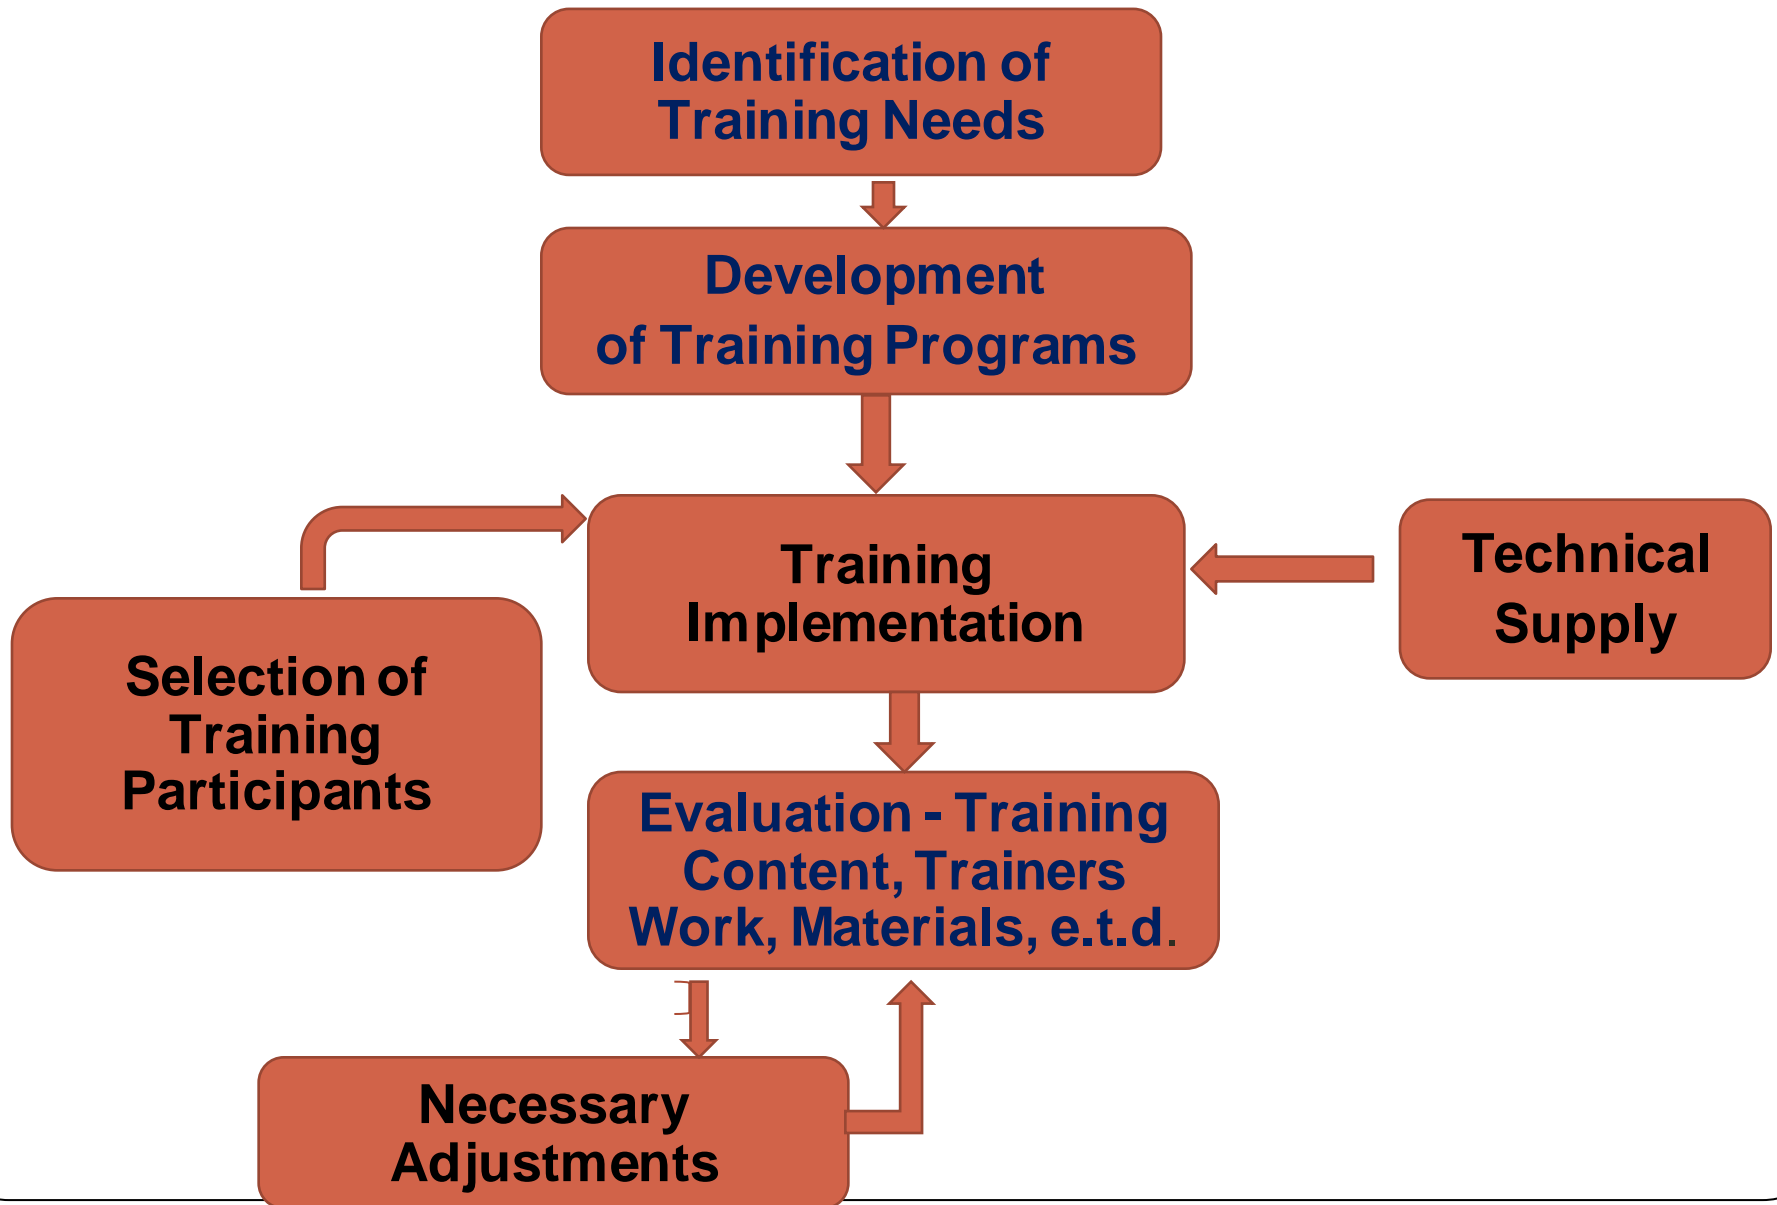 Identification of
Training Needs
Development
of Training Programs
Training
Implementation
Technical
Supply
Selection of
Training
Participants
Evaluation - Training
Content, Trainers
Work, Materials, e.t.d.
Necessary
Adjustments